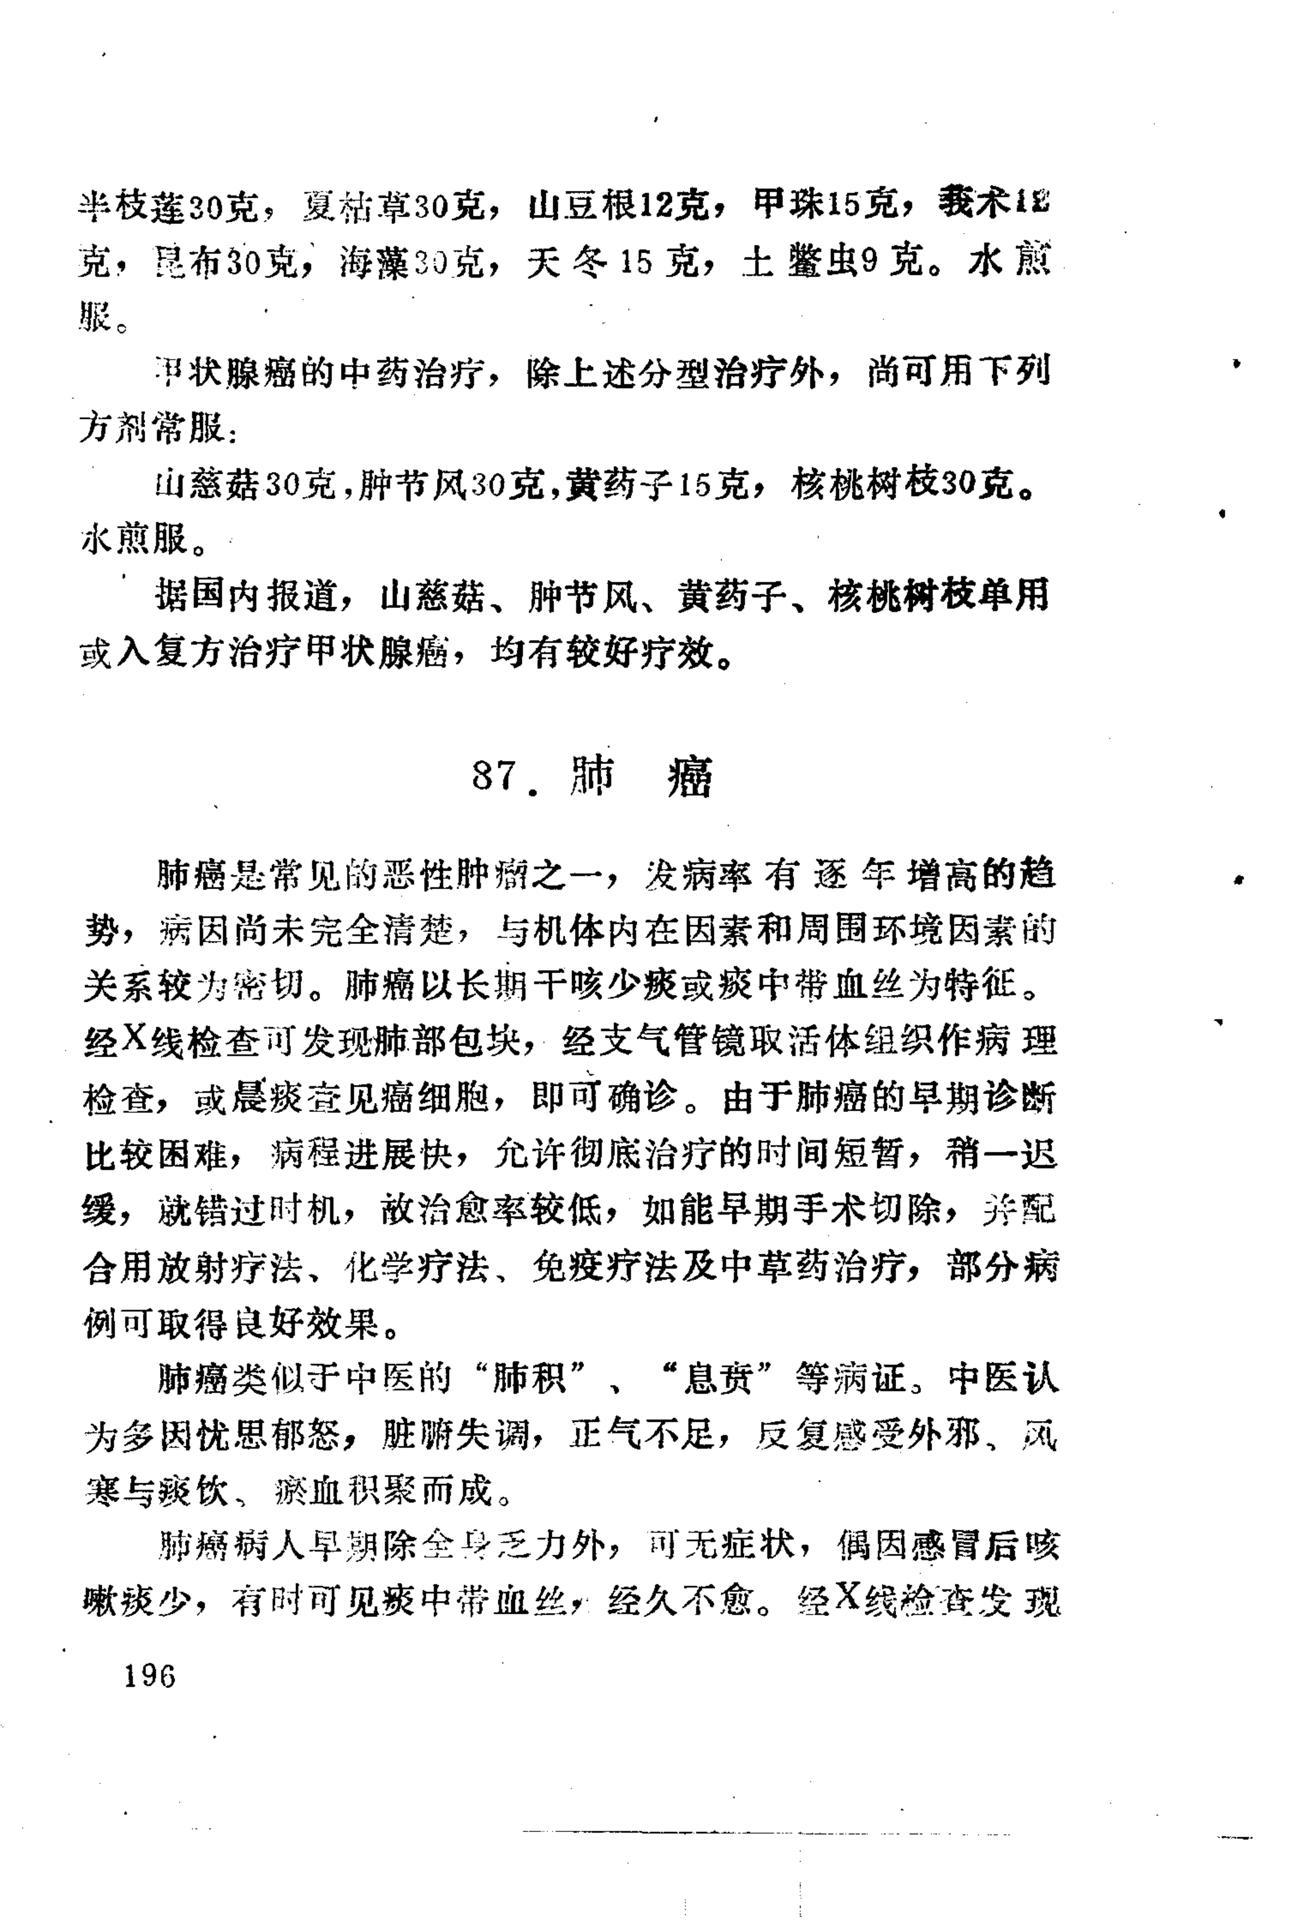 半枝莲30克，夏枯草30克，山豆根12克，甲珠15克，莪术12
克，昆布30克，海藻30克，天冬15克，土鳖虫9克。水煎
服。
甲状腺癌的中药治疗，除上述分型治疗外，尚可用下列
方剂常服：
山慈菇30克，肿节风30克，黄药子15克，核桃树枝30克。
水煎服。
据国内报道，山慈菇、肿节风、黄药子、核桃树枝单用
或入复方治疗甲状腺癌，均有较好疗效。
87．肺 癌
肺癌是常见的恶性肿瘤之一，发病率有逐年增高的趋
势，病因尚未完全清楚，与机体内在因素和周围环境因素的
关系较为密切。肺癌以长期干咳少痰或痰中带血丝为特征。
经X线检查可发现肺部包块，经支气管镜取活体组织作病理
检查，或晨痰查见癌细胞，即可确诊。由于肺癌的早期诊断
比较困难，病程进展快，允许彻底治疗的时间短暂，稍一迟
缓，就错过时机，故治愈率较低，如能早期手术切除，并配
合用放射疗法、化学疗法、免疫疗法及中草药治疗，部分病
例可取得良好效果。
肺癌类似于中医的“肺积”、“息贲”等病证。中医认
为多因忧思郁怒，脏腑失调，正气不足，反复感受外邪、风
寒与痰饮、瘀血积聚而成。
肺癌病人早期除全身乏力外，可无症状，偶因感冒后咳
嗽痰少，有时可见痰中带血丝，经久不愈。经X线检查发现
196